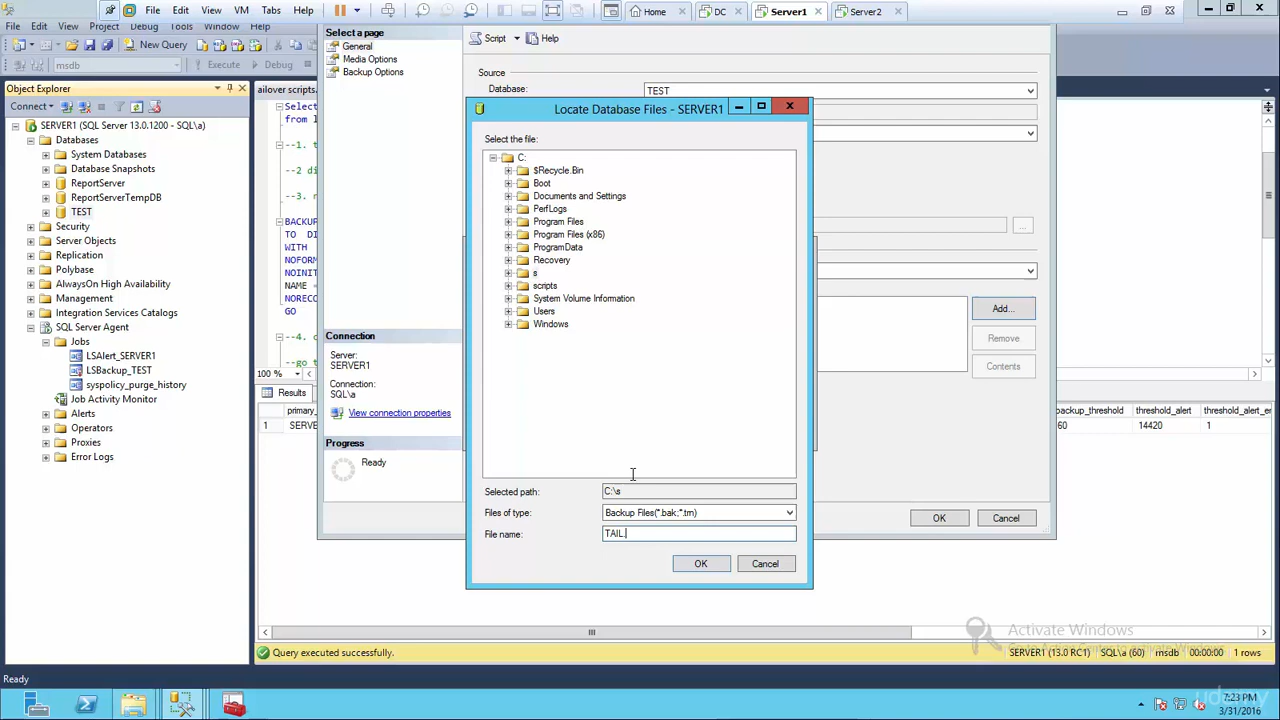 File Edit View VM Tabs Help
Home
DC
Server1
Server2
File Edit View Project
New Query
msdb
Execute Debug
Object Explorer
Connect
SERVER1 (SQL Server 13.0.1200 - SQL\a)
Databases
System Databases
Database Snapshots
ReportServer
ReportServerTempDB
TEST
Security
Server Objects
Replication
Polybase
AlwaysOn High Availability
Management
Integration Services Catalogs
SQL Server Agent
Jobs
LSAlert_SERVER1
LSBackup_TEST
syspolicy_purge_history
Job Activity Monitor
Alerts
Operators
Proxies
Error Logs
ailover scripts.
Select
from l
--1. t
--2 di
--3. n
BACKUP
TO DI
WITH
NOFORM
NOINIT
NAME =
NORECO
GO
--4. c
--go t
100 %
Results
primary_
1 SERVE
backup_threshold threshold_alert threshold_alert_er
60 14420 1
Select a page
General
Media Options
Backup Options
Connection
Server:
SERVER1
Connection:
SQL\a
View connection properties
Progress
Ready
Script
Help
Source
Database:
TEST
...
Add...
Remove
Contents
OK
Cancel
Locate Database Files - SERVER1
Select the file:
C:
$Recycle.Bin
Boot
Documents and Settings
PerfLogs
Program Files
Program Files (x86)
ProgramData
Recovery
s
scripts
System Volume Information
Users
Windows
Selected path:
C:\s
Files of type:
Backup Files(*.bak;*.trn)
File name:
TAIL.
OK
Cancel
Activate Windows
Query executed successfully.
SERVER1 (13.0 RC1) SQL\a (60) msdb 00:00:00 1 rows
Ready
udemy
7:23 PM
3/31/2016